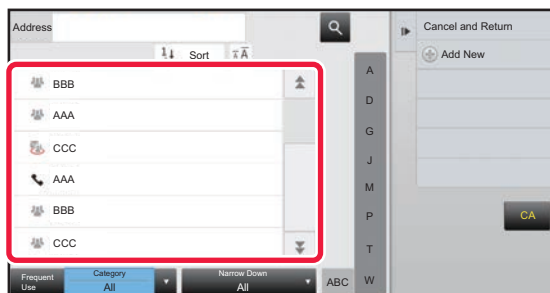 Address
Cancel and Return
Sort
Add New
BBB
AAA
CCC
AAA
BBB
CCC
A
D
G
J
M
P
T
W
CA
Frequent
Use
Category
All
Narrow Down
All
ABC